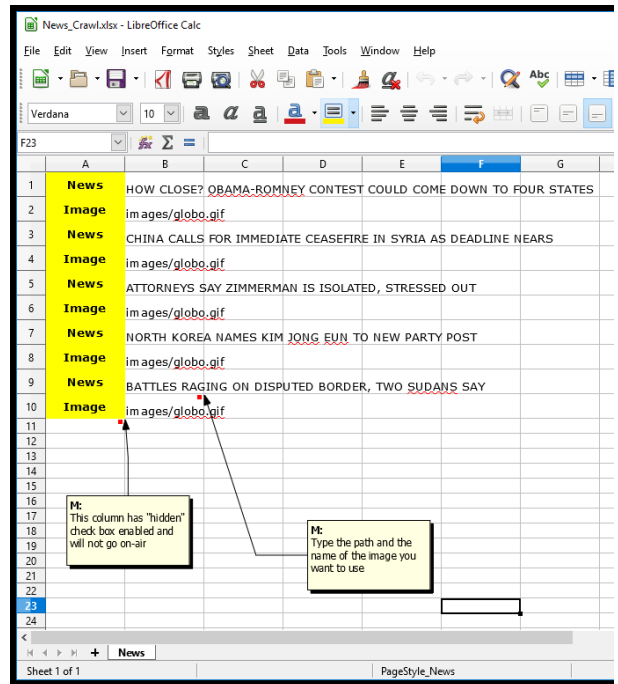 News_Crawl.xlsx - LibreOffice Calc
File Edit View Insert Format Styles Sheet Data Tools Window Help
Abc
Verdana 10 a a a a
F23 Σ =
A B C D E F G
1 News HOW CLOSE? OBAMA-ROMNEY CONTEST COULD COME DOWN TO FOUR STATES
2 Image images/globo.gif
3 News CHINA CALLS FOR IMMEDIATE CEASEFIRE IN SYRIA AS DEADLINE NEARS
4 Image images/globo.gif
5 News ATTORNEYS SAY ZIMMERMAN IS ISOLATED, STRESSED OUT
6 Image images/globo.gif
7 News NORTH KOREA NAMES KIM JONG EUN TO NEW PARTY POST
8 Image images/globo.gif
9 News BATTLES RAGING ON DISPUTED BORDER, TWO SUDANS SAY
10 Image images/globo.gif
11
12
13
14
15
16
17
18
19
20
21
22
23
24
M:
This column has "hidden"
check box enabled and
will not go on-air
M:
Type the path and the
name of the image you
want to use
+ News
Sheet 1 of 1 PageStyle_News